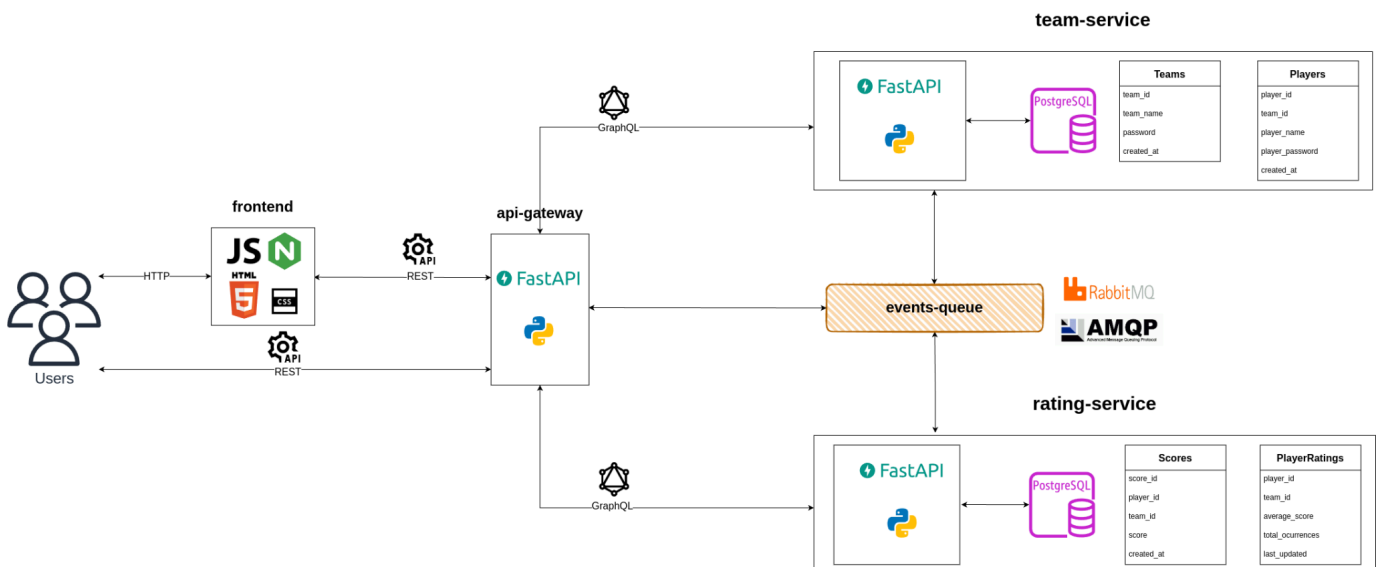 team-service
FastAPI
PostgreSQL
Teams
team_id
team_name
password
created_at
Players
player_id
team_id
player_name
player_password
created_at
GraphQL
frontend
JS
HTML
5
CSS
HTTP
API
REST
api-gateway
FastAPI
Users
API
REST
events-queue
RabbitMQ
AMQP
Advanced Message Queuing Protocol
rating-service
GraphQL
FastAPI
PostgreSQL
Scores
score_id
player_id
team_id
score
created_at
PlayerRatings
player_id
team_id
average_score
total_ocurrences
last_updated